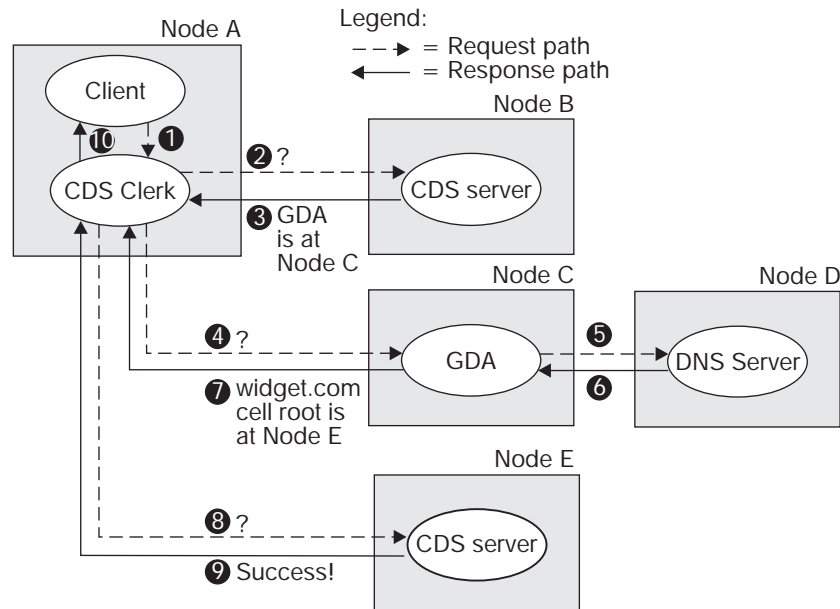 Legend:
= Request path
= Response path
Node A
Client
10
1
CDS Clerk
Node B
2 ?
CDS server
3 GDA
is at
Node C
Node C
Node D
4 ?
GDA
5
DNS Server
6
7 widget.com
cell root is
at Node E
Node E
8 ?
CDS server
9 Success!